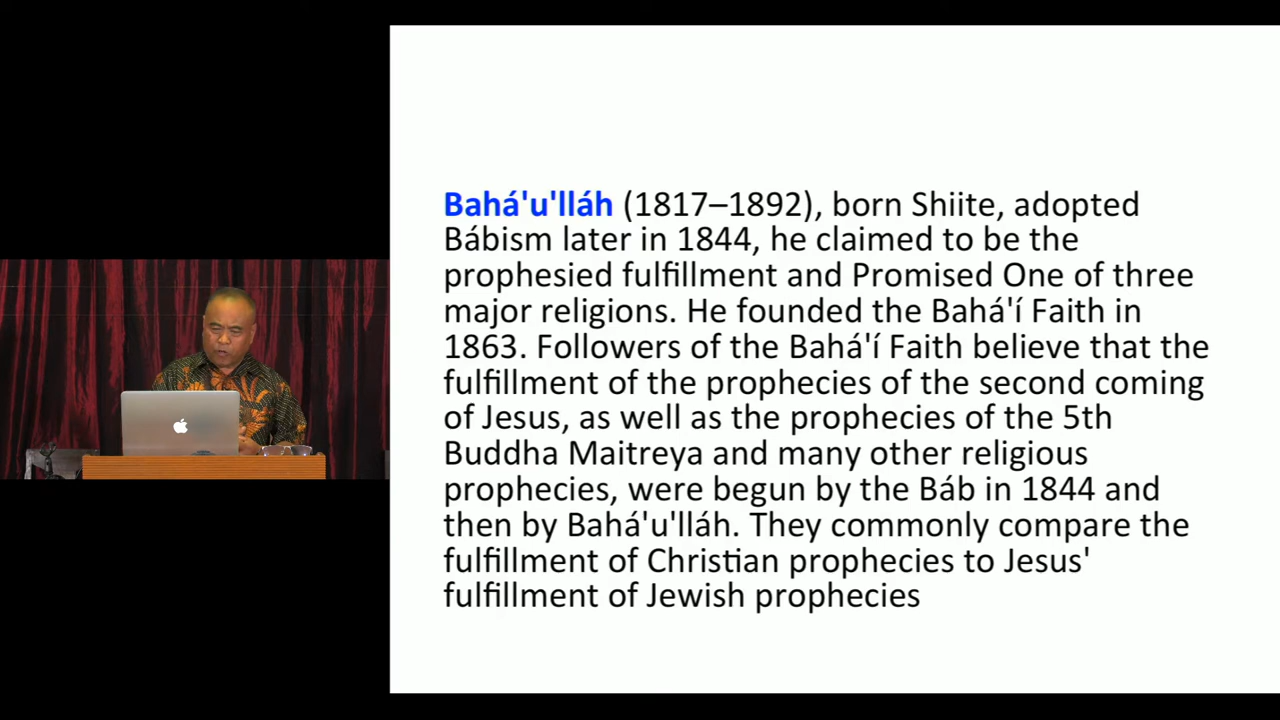 Bahá'u'lláh (1817–1892), born Shiite, adopted
Bábism later in 1844, he claimed to be the
prophesied fulfillment and Promised One of three
major religions. He founded the Bahá'í Faith in
1863. Followers of the Bahá'í Faith believe that the
fulfillment of the prophecies of the second coming
of Jesus, as well as the prophecies of the 5th
Buddha Maitreya and many other religious
prophecies, were begun by the Báb in 1844 and
then by Bahá'u'lláh. They commonly compare the
fulfillment of Christian prophecies to Jesus'
fulfillment of Jewish prophecies